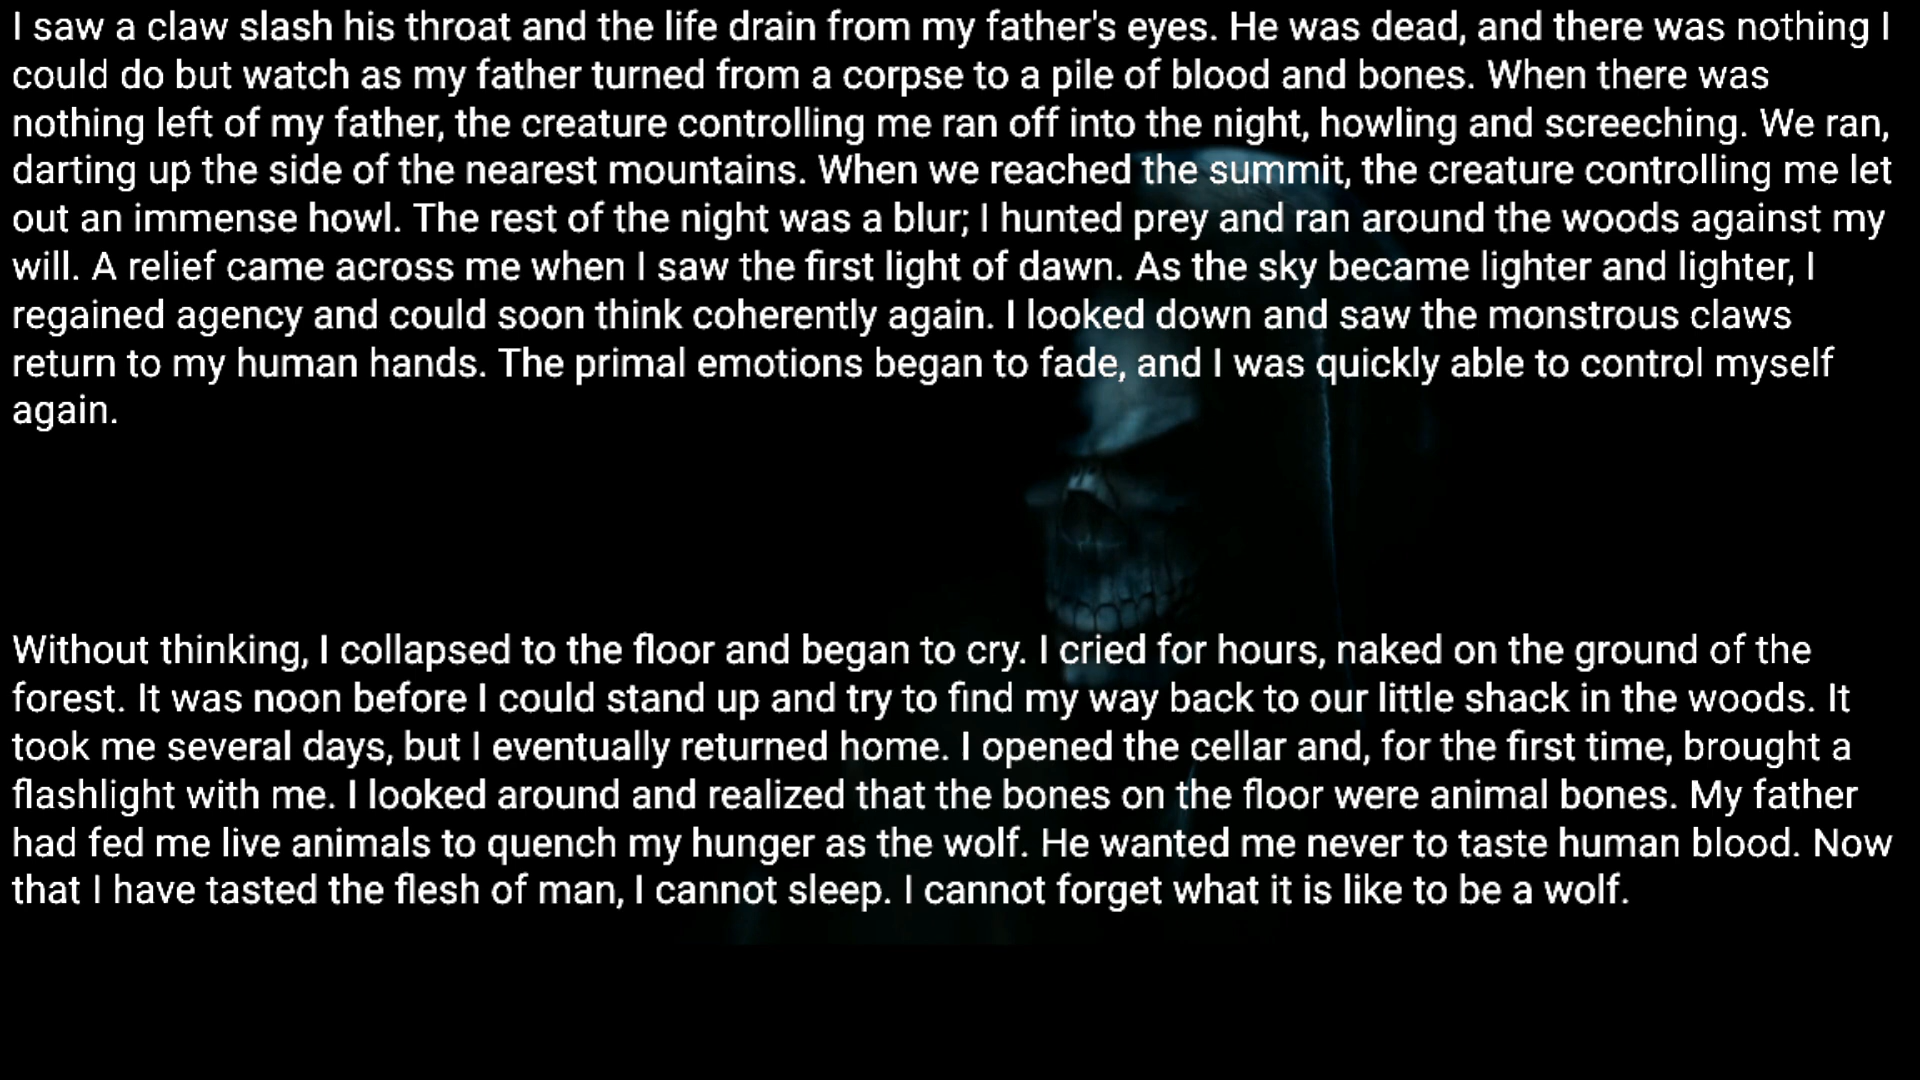 I saw a claw slash his throat and the life drain from my father's eyes. He was dead, and there was nothing I
could do but watch as my father turned from a corpse to a pile of blood and bones. When there was
nothing left of my father, the creature controlling me ran off into the night, howling and screeching. We ran,
darting up the side of the nearest mountains. When we reached the summit, the creature controlling me let
out an immense howl. The rest of the night was a blur; I hunted prey and ran around the woods against my
will. A relief came across me when I saw the first light of dawn. As the sky became lighter and lighter, I
regained agency and could soon think coherently again. I looked down and saw the monstrous claws
return to my human hands. The primal emotions began to fade, and I was quickly able to control myself
again.
Without thinking, I collapsed to the floor and began to cry. I cried for hours, naked on the ground of the
forest. It was noon before I could stand up and try to find my way back to our little shack in the woods. It
took me several days, but I eventually returned home. I opened the cellar and, for the first time, brought a
flashlight with me. I looked around and realized that the bones on the floor were animal bones. My father
had fed me live animals to quench my hunger as the wolf. He wanted me never to taste human blood. Now
that I have tasted the flesh of man, I cannot sleep. I cannot forget what it is like to be a wolf.